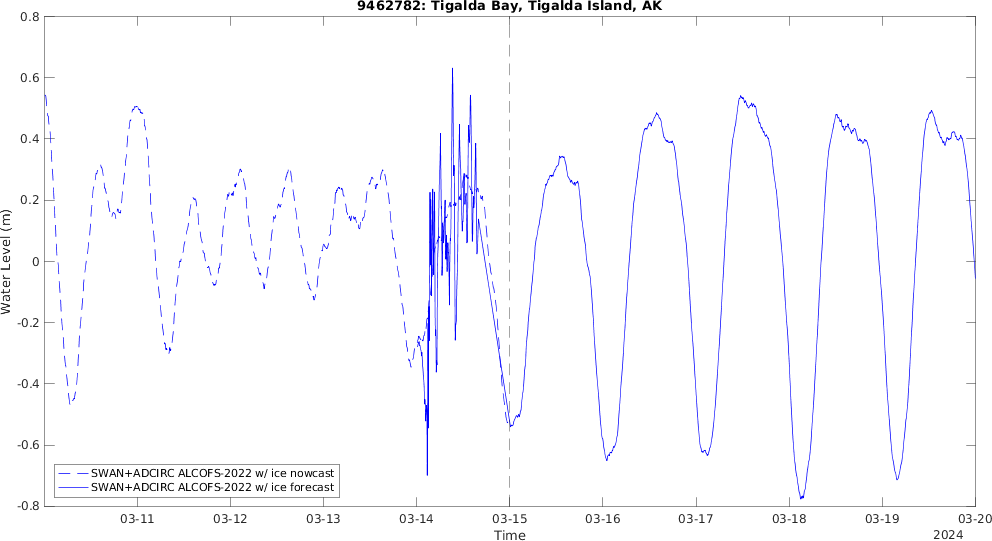 9462782: Tigalda Bay, Tigalda Island, AK
Water Level (m)
0.8
0.6
0.4
0.2
0
-0.2
-0.4
-0.6
-0.8
SWAN+ADCIRC ALCOFS-2022 w/ ice nowcast
SWAN+ADCIRC ALCOFS-2022 w/ ice forecast
03-11 03-12 03-13 03-14 03-15 03-16 03-17 03-18 03-19 03-20
Time
2024